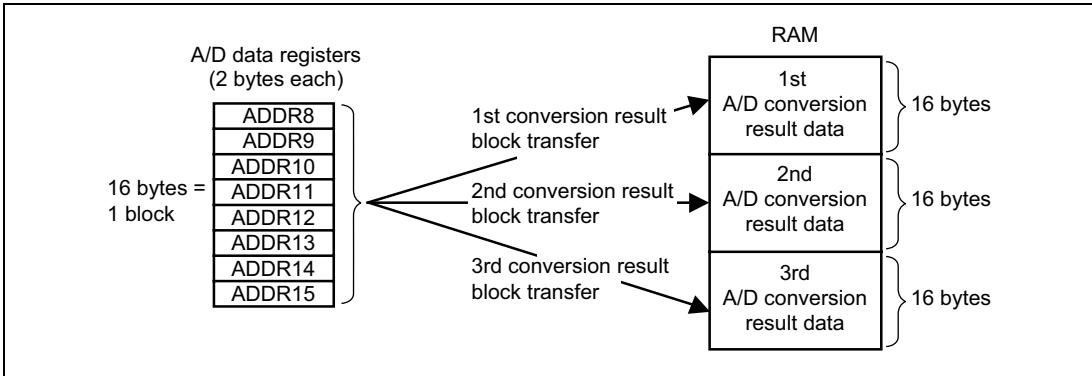 A/D data registers
(2 bytes each)
ADDR8
ADDR9
ADDR10
ADDR11
ADDR12
ADDR13
ADDR14
ADDR15
16 bytes =
1 block
1st conversion result
block transfer
2nd conversion result
block transfer
3rd conversion result
block transfer
RAM
1st
A/D conversion
result data
16 bytes
2nd
A/D conversion
result data
16 bytes
3rd
A/D conversion
result data
16 bytes